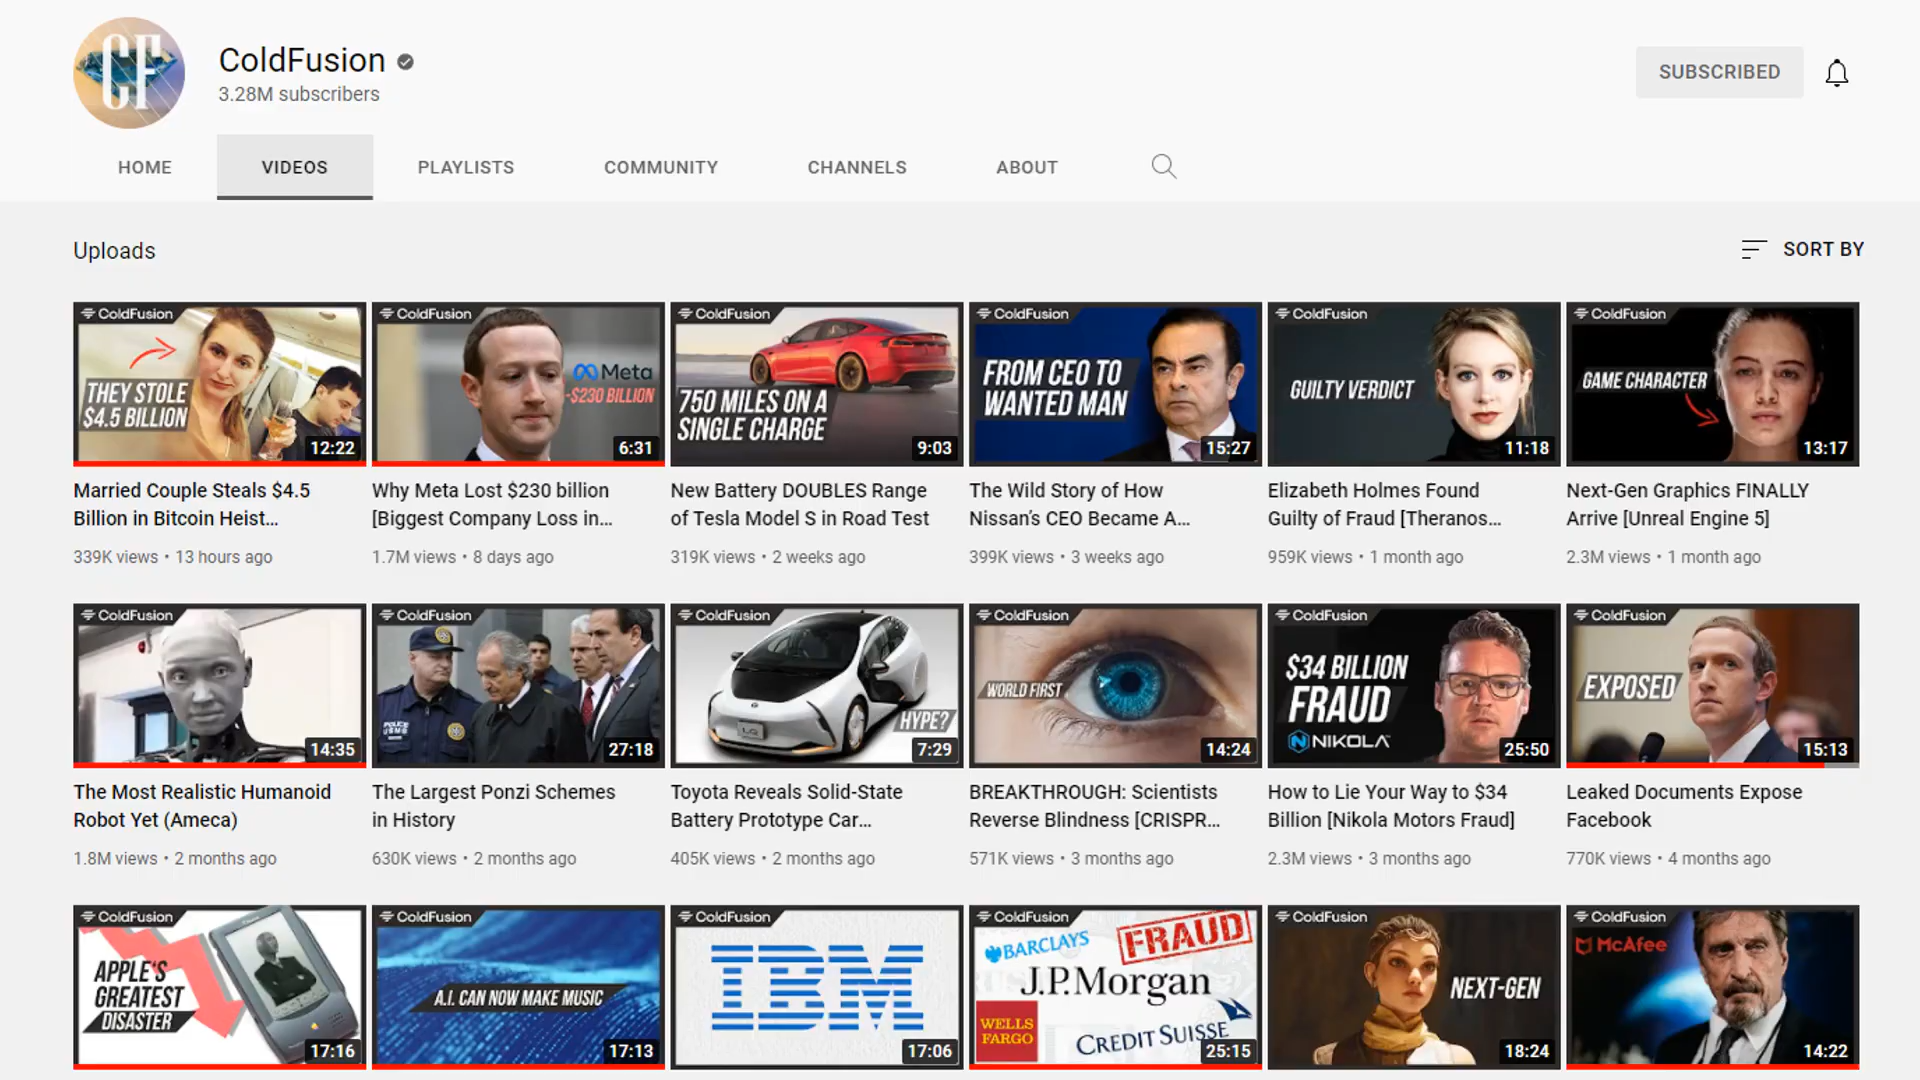 CF
ColdFusion
3.28M subscribers
SUBSCRIBED
HOME
VIDEOS
PLAYLISTS
COMMUNITY
CHANNELS
ABOUT
Uploads
SORT BY
ColdFusion
THEY STOLE
$4.5 BILLION
12:22
ColdFusion
Meta
-$230 BILLION
6:31
ColdFusion
750 MILES ON A
SINGLE CHARGE
9:03
ColdFusion
FROM CEO TO
WANTED MAN
15:27
ColdFusion
GUILTY VERDICT
11:18
ColdFusion
GAME CHARACTER
13:17
Married Couple Steals $4.5
Billion in Bitcoin Heist...
339K views • 13 hours ago
Why Meta Lost $230 billion
[Biggest Company Loss in...
1.7M views • 8 days ago
New Battery DOUBLES Range
of Tesla Model S in Road Test
319K views • 2 weeks ago
The Wild Story of How
Nissan's CEO Became A...
399K views • 3 weeks ago
Elizabeth Holmes Found
Guilty of Fraud [Theranos...
959K views • 1 month ago
Next-Gen Graphics FINALLY
Arrive [Unreal Engine 5]
2.3M views • 1 month ago
ColdFusion
14:35
ColdFusion
POLICE
27:18
ColdFusion
HYPE?
7:29
ColdFusion
WORLD FIRST
14:24
ColdFusion
$34 BILLION
FRAUD
NIKOLA
25:50
ColdFusion
EXPOSED
15:13
The Most Realistic Humanoid
Robot Yet (Ameca)
1.8M views • 2 months ago
The Largest Ponzi Schemes
in History
630K views • 2 months ago
Toyota Reveals Solid-State
Battery Prototype Car...
405K views • 2 months ago
BREAKTHROUGH: Scientists
Reverse Blindness [CRISPR...
571K views • 3 months ago
How to Lie Your Way to $34
Billion [Nikola Motors Fraud]
2.3M views • 3 months ago
Leaked Documents Expose
Facebook
770K views • 4 months ago
ColdFusion
APPLE'S
GREATEST
DISASTER
17:16
ColdFusion
A.I. CAN NOW MAKE MUSIC
17:13
ColdFusion
IBM
17:06
ColdFusion
BARCLAYS
FRAUD
J.P.Morgan
WELLS
FARGO
CREDIT SUISSE
25:15
ColdFusion
NEXT-GEN
18:24
ColdFusion
McAfee
14:22